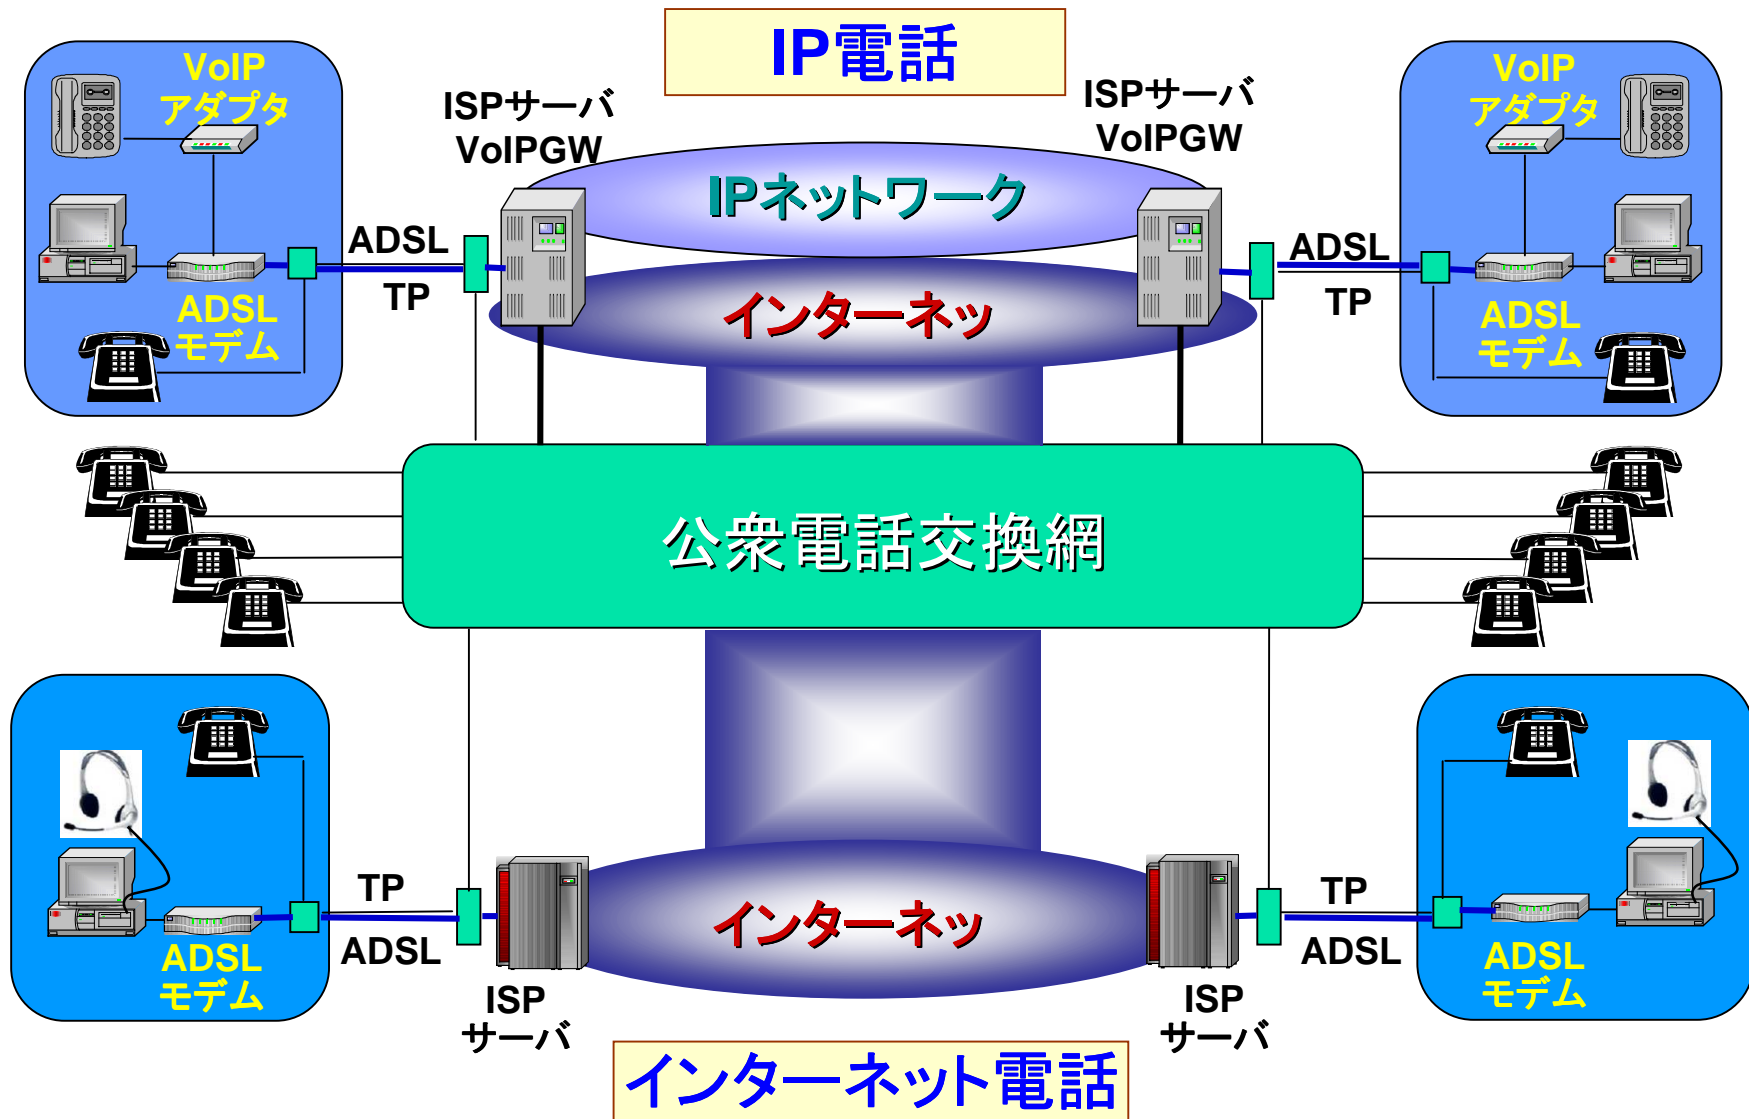 IP電話
VoIP
アダプタ
ISPサーバ
VoIPGW
ISPサーバ
VoIPGW
VoIP
アダプタ
IPネットワーク
ADSL
TP
ADSL
TP
インターネッ
ADSL
モデム
ADSL
モデム
公衆電話交換網
TP
ADSL
TP
ADSL
インターネッ
ADSL
モデム
ADSL
モデム
ISP
サーバ
ISP
サーバ
インターネット電話